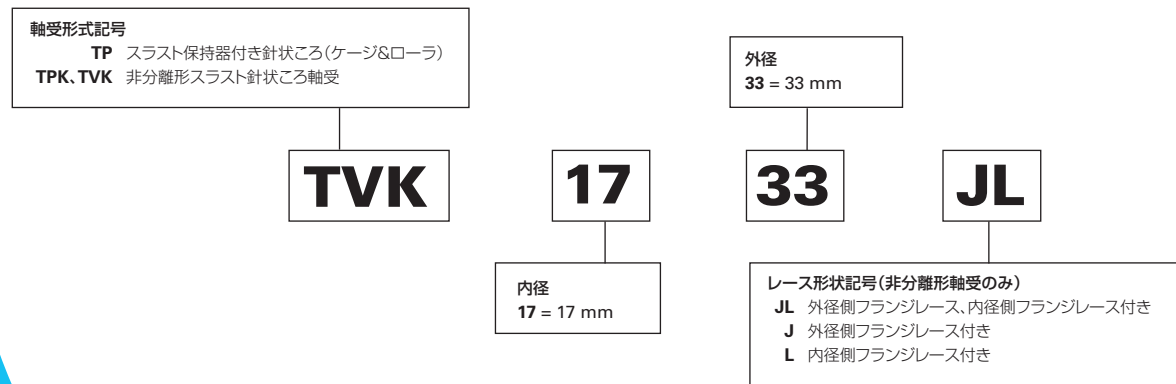 軸受形式記号
TP スラスト保持器付き針状ころ(ケージ&ローラ)
TPK、TVK 非分離形スラスト針状ころ軸受
外径
33 = 33 mm
TVK 17 33 JL
内径
17 = 17 mm
レース形状記号(非分離形軸受のみ)
JL 外径側フランジレース、内径側フランジレース付き
J 外径側フランジレース付き
L 内径側フランジレース付き